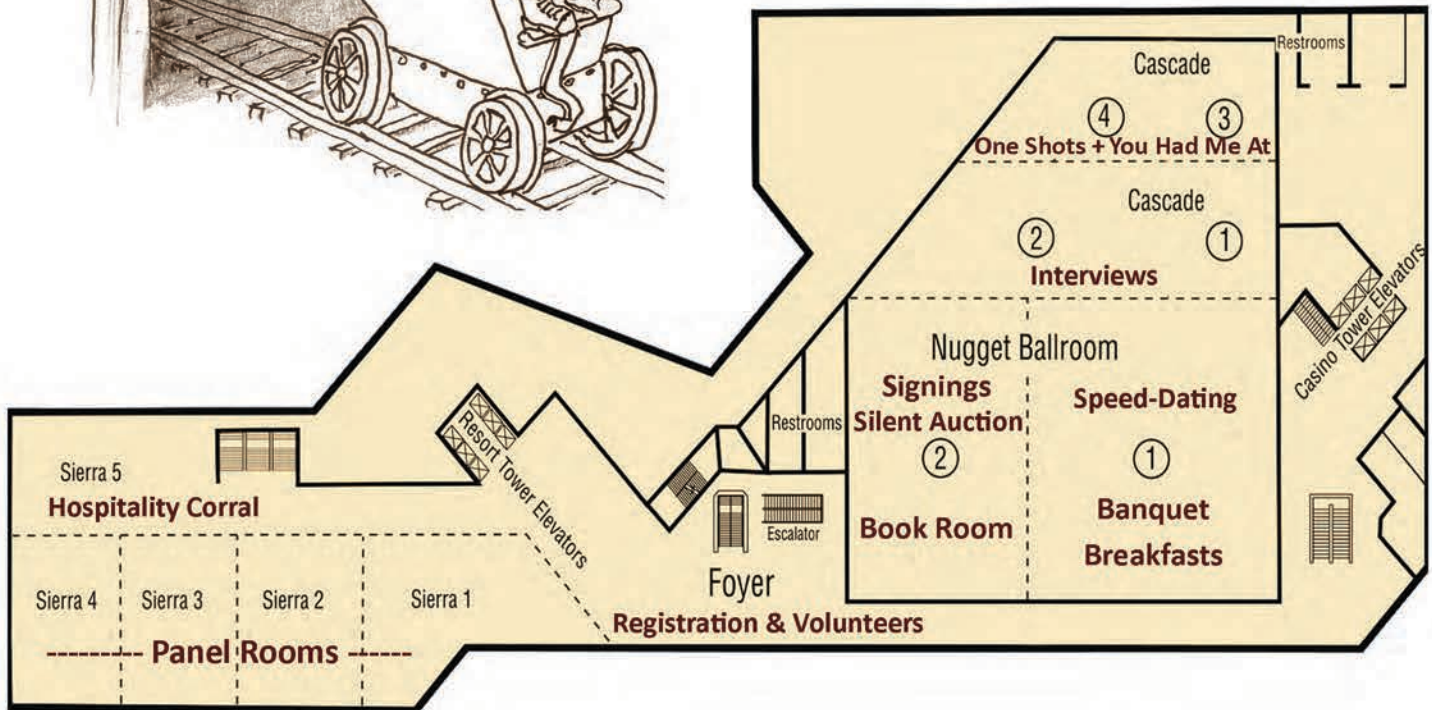 Restrooms
Cascade
4 3
One Shots + You Had Me At
Cascade
2 1
Interviews
Casino Tower Elevators
Nugget Ballroom
Signings
Silent Auction
2
Book Room
Speed-Dating
1
Banquet
Breakfasts
Restrooms
Escalator
Resort Tower Elevators
Sierra 5
Hospitality Corral
Sierra 4 Sierra 3 Sierra 2 Sierra 1
--------- Panel Rooms ------
Foyer
Registration & Volunteers